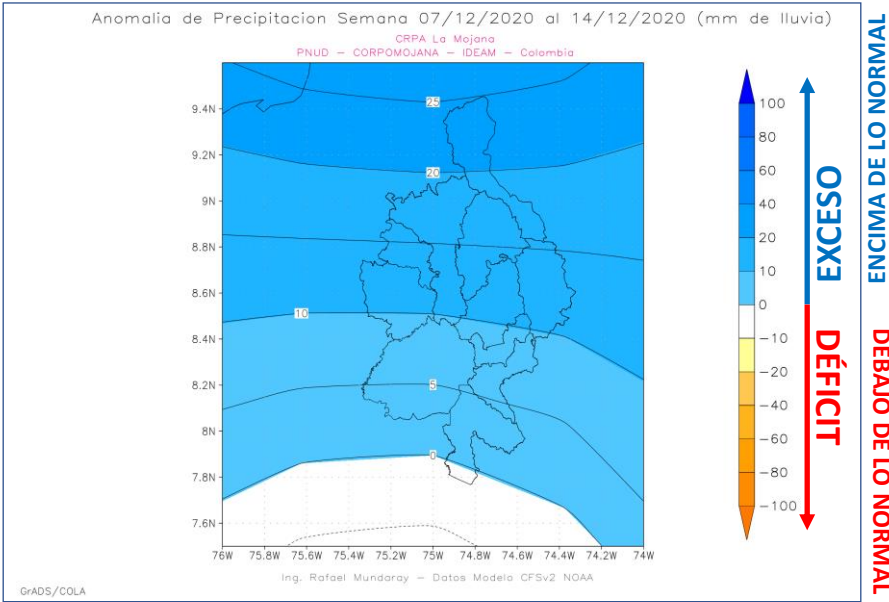 Anomalia de Precipitacion Semana 07/12/2020 al 14/12/2020 (mm de lluvia)
CRPA La Mojana
PNUD – CORPOMOJANA – IDEAM – Colombia
25
20
10
5
0
9.4N
9.2N
9N
8.8N
8.6N
8.4N
8.2N
8N
7.8N
7.6N
76W 75.8W 75.6W 75.4W 75.2W 75W 74.8W 74.6W 74.4W 74.2W 74W
100
80
60
40
20
10
0
−10
−20
−40
−60
−80
−100
EXCESO
DÉFICIT
ENCIMA DE LO NORMAL
DEBAJO DE LO NORMAL
Ing. Rafael Mundaray – Datos Modelo CFSv2 NOAA
GrADS/COLA